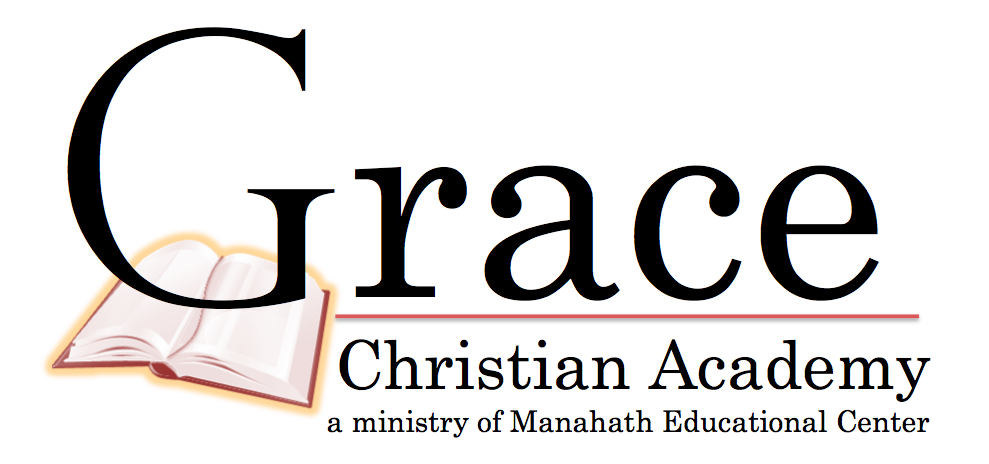 Grace
Christian Academy
a ministry of Manahath Educational Center